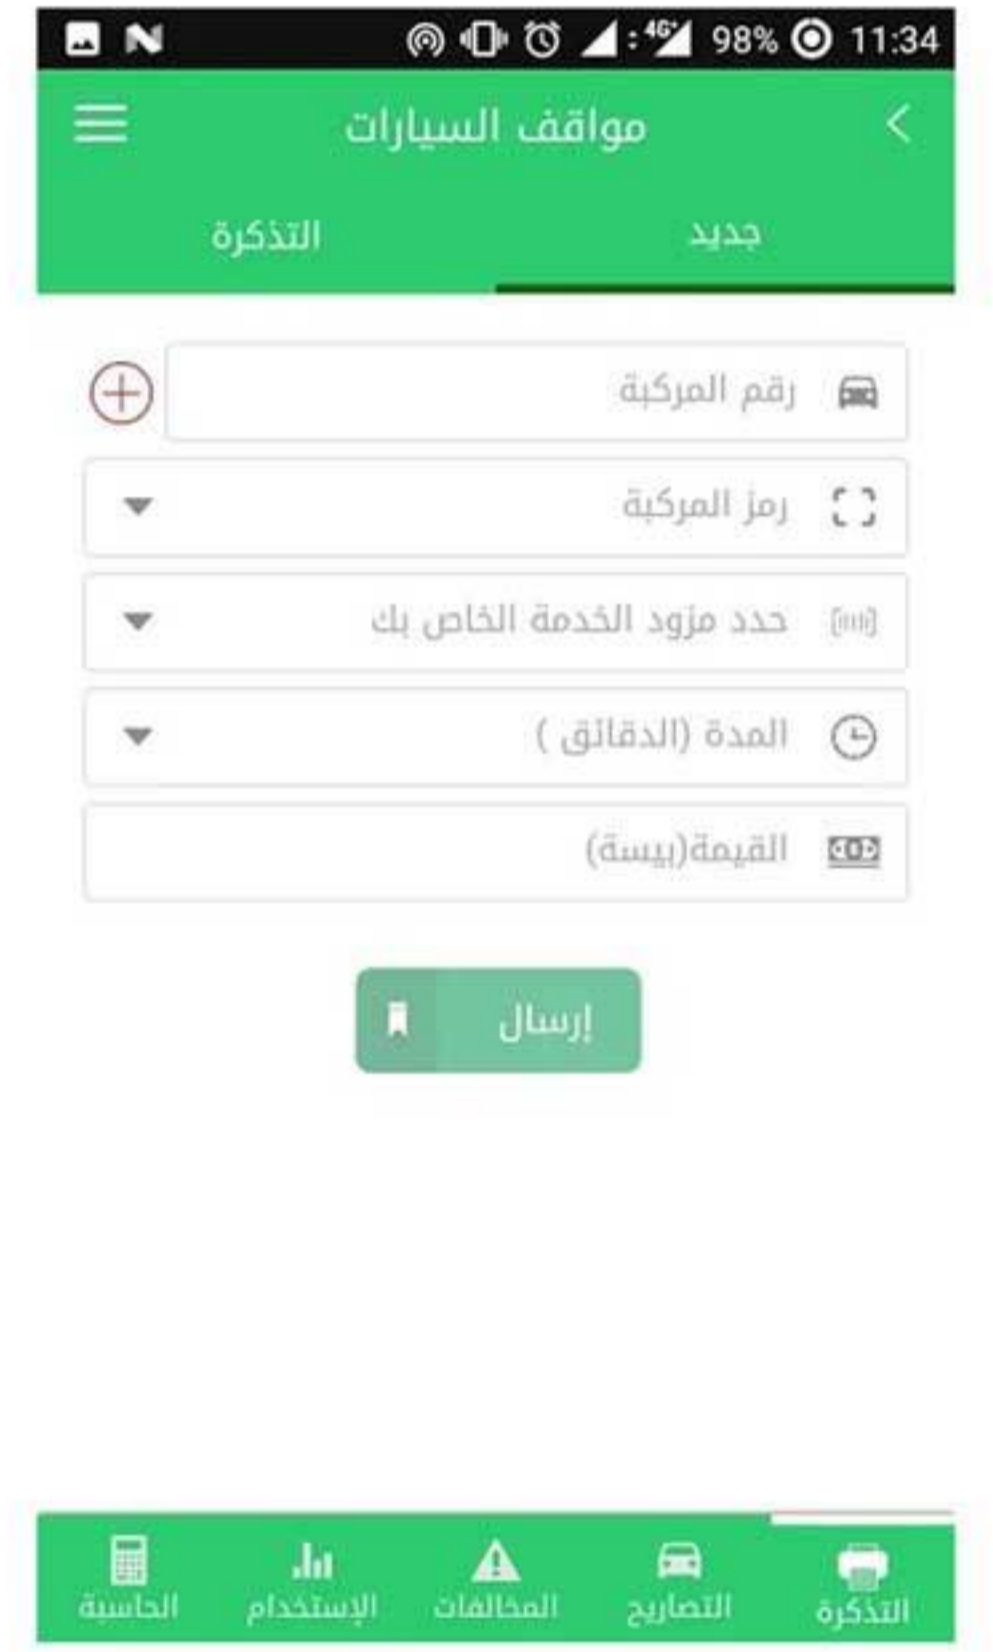 98% 11:34
4G+
مواقف السيارات
جديد
التذكرة
رقم المركبة
رمز المركبة
حدد مزود الخدمة الخاص بك
المدة (الدقائق )
القيمة(بيسة)
إرسال
التذكرة
التصاريح
المخالفات
الإستخدام
الحاسبة